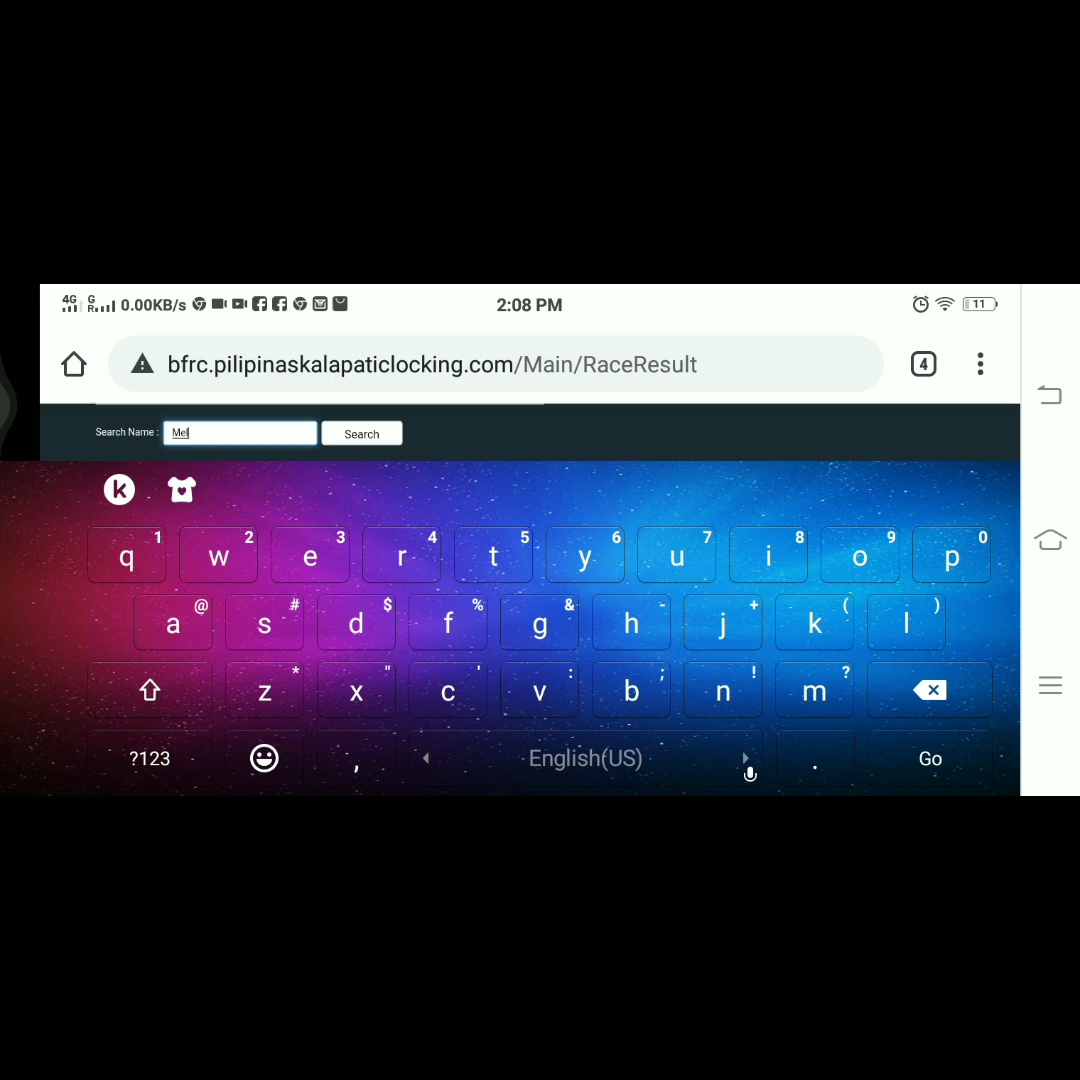 4G G R 0.00KB/s 2:08 PM 11
bfrc.pilipinaskalapaticlocking.com/Main/RaceResult 4
Search Name : Mel Search
k
q 1 w 2 e 3 r 4 t 5 y 6 u 7 i 8 o 9 p 0
a @ s # d $ f % g & h - j + k ( l )
z * x " c ' v : b ; n ! m ?
?123 , English(US) . Go